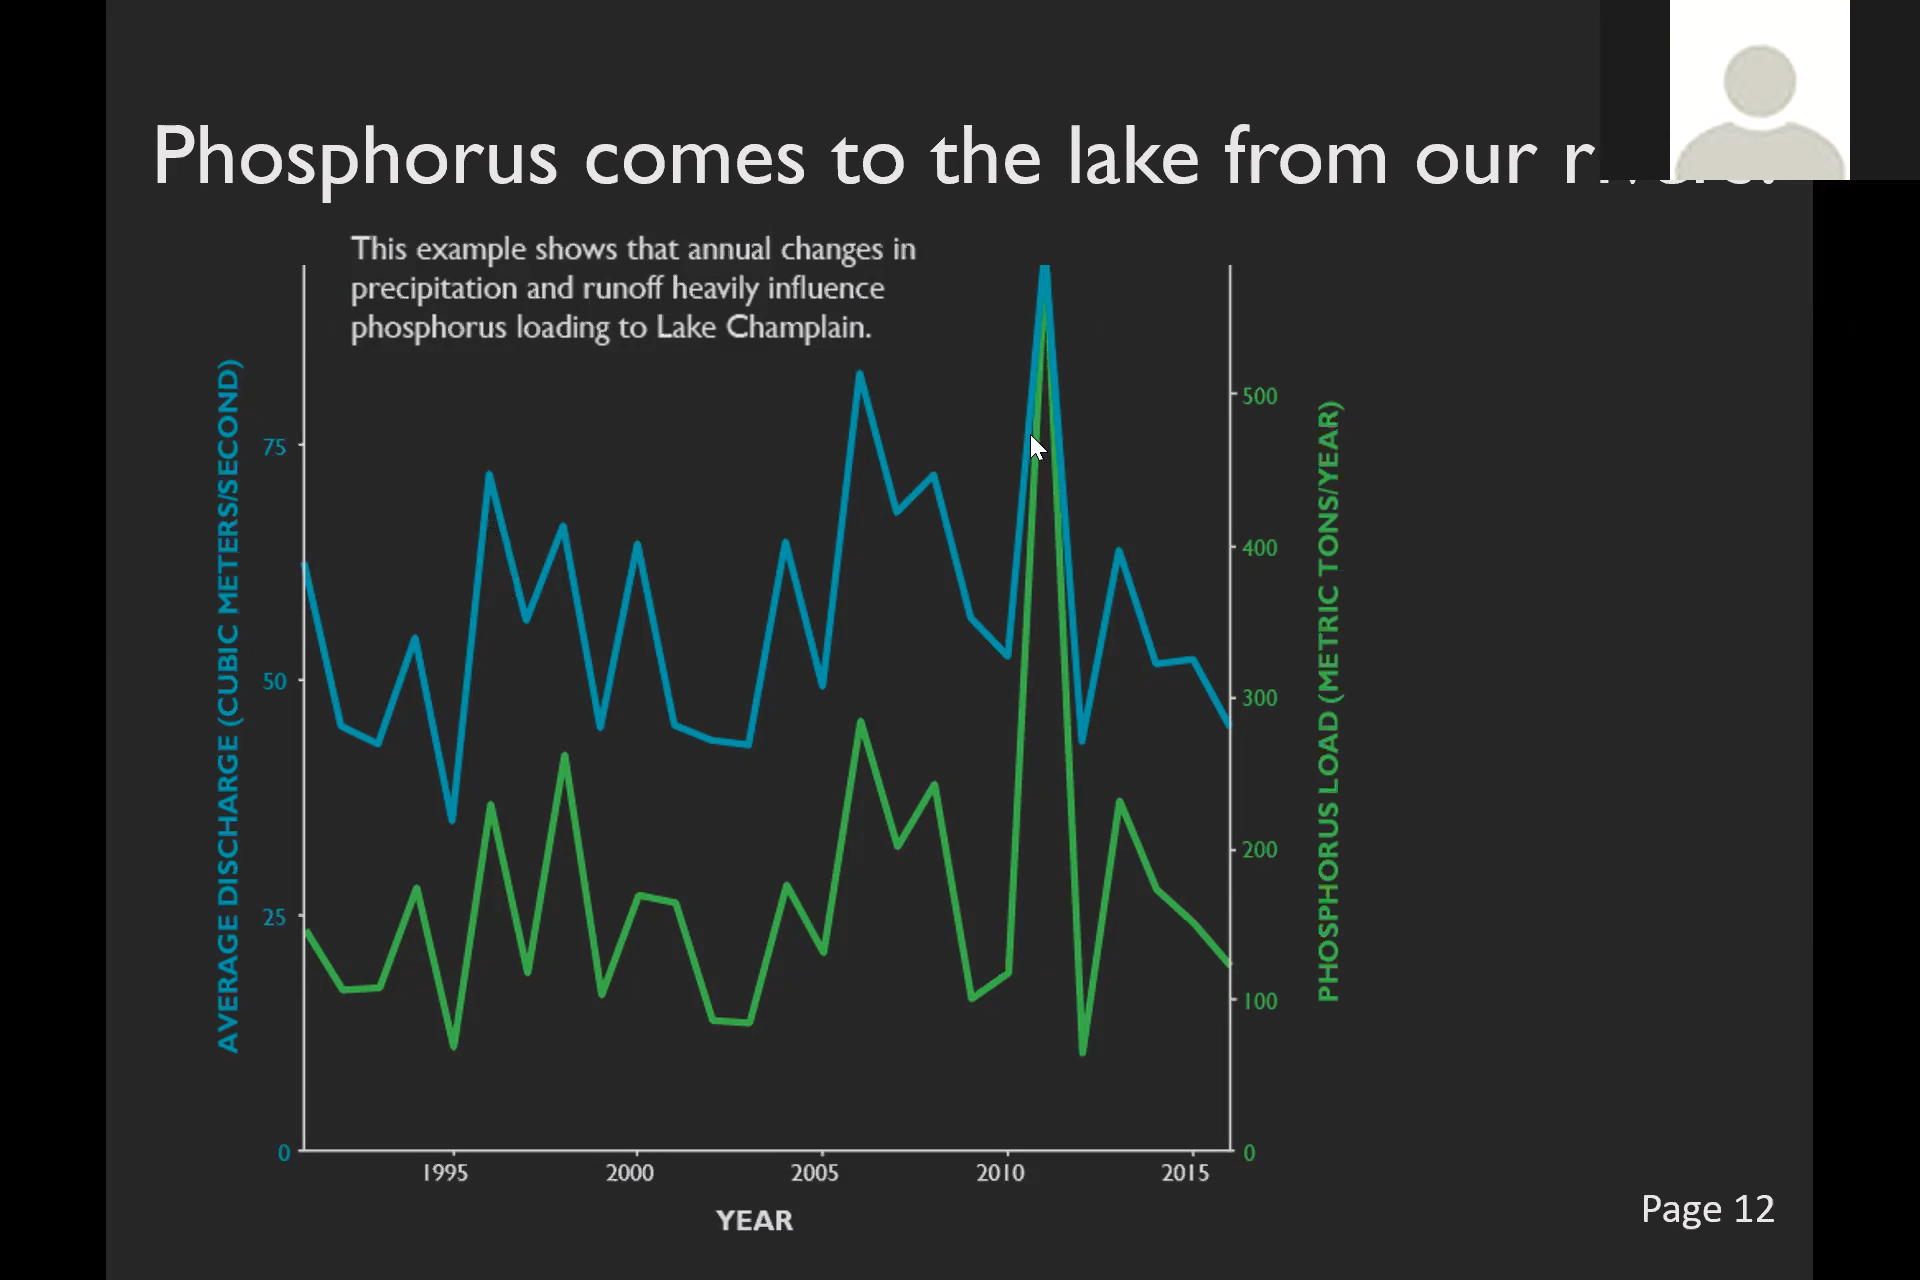 Phosphorus comes to the lake from our
This example shows that annual changes in
precipitation and runoff heavily influence
phosphorus loading to Lake Champlain.
AVERAGE DISCHARGE (CUBIC METERS/SECOND)
75
50
25
0
500
400
300
200
100
0
PHOSPHORUS LOAD (METRIC TONS/YEAR)
1995 2000 2005 2010 2015
YEAR
Page 12